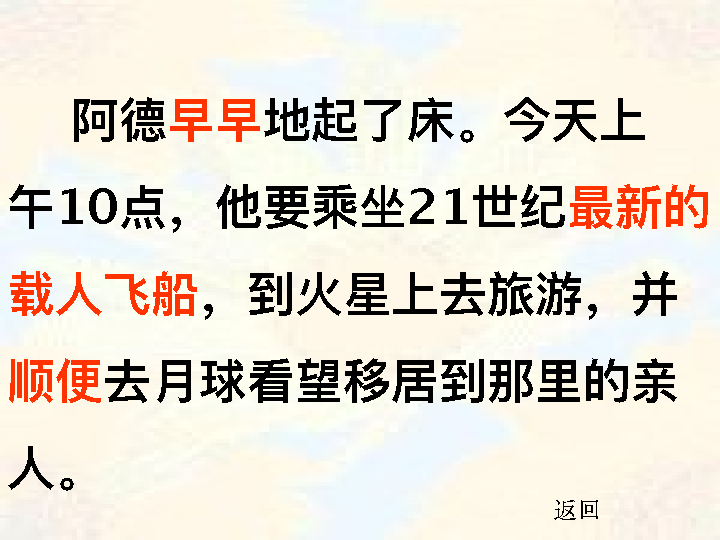 阿德早早地起了床。今天上
午10点，他要乘坐21世纪最新的
载人飞船，到火星上去旅游，并
顺便去月球看望移居到那里的亲
人。
返回